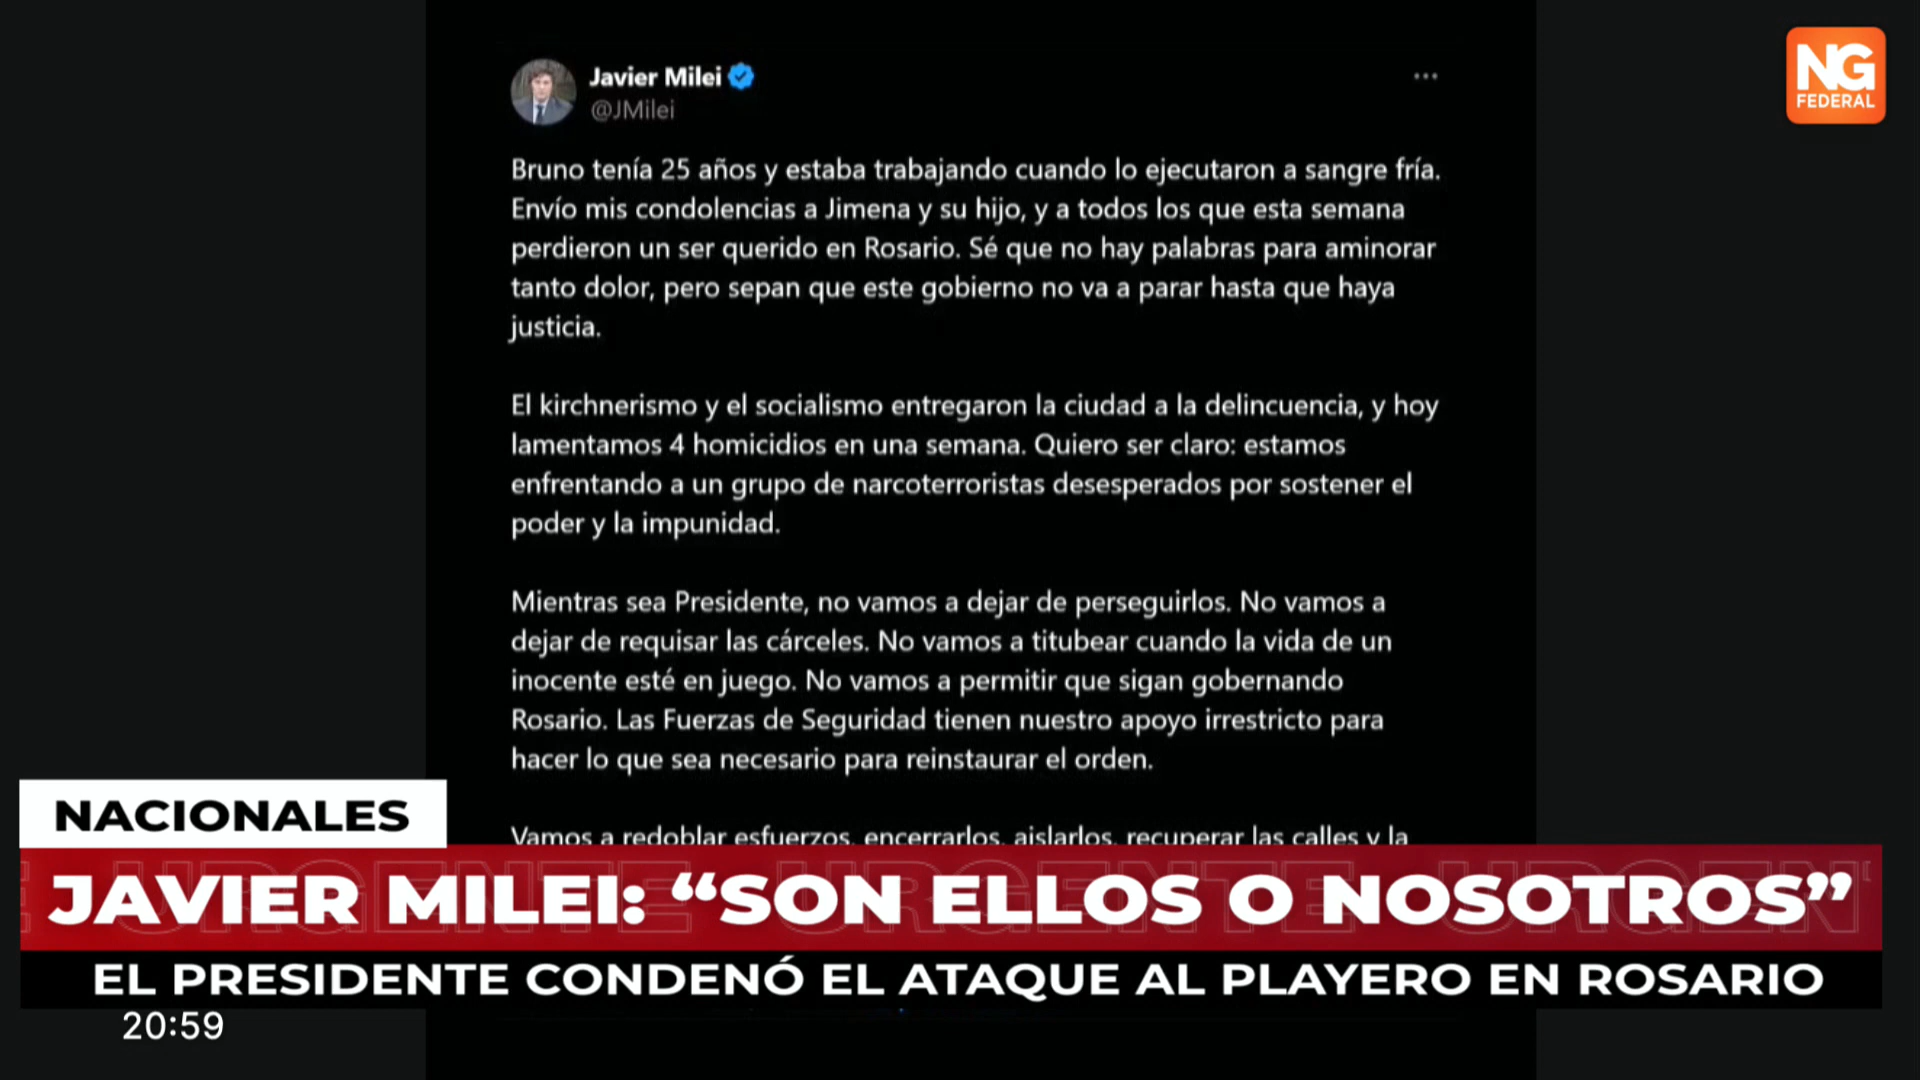 Javier Milei
@JMilei
NG
FEDERAL
Bruno tenía 25 años y estaba trabajando cuando lo ejecutaron a sangre fría.
Envío mis condolencias a Jimena y su hijo, y a todos los que esta semana
perdieron un ser querido en Rosario. Sé que no hay palabras para aminorar
tanto dolor, pero sepan que este gobierno no va a parar hasta que haya
justicia.
El kirchnerismo y el socialismo entregaron la ciudad a la delincuencia, y hoy
lamentamos 4 homicidios en una semana. Quiero ser claro: estamos
enfrentando a un grupo de narcoterroristas desesperados por sostener el
poder y la impunidad.
Mientras sea Presidente, no vamos a dejar de perseguirlos. No vamos a
dejar de requisar las cárceles. No vamos a titubear cuando la vida de un
inocente esté en juego. No vamos a permitir que sigan gobernando
Rosario. Las Fuerzas de Seguridad tienen nuestro apoyo irrestricto para
hacer lo que sea necesario para reinstaurar el orden.
Vamos a redoblar esfuerzos, encerrarlos, aislarlos, recuperar las calles y la
NACIONALES
URGENTE URGENTE URGENT
JAVIER MILEI: “SON ELLOS O NOSOTROS”
EL PRESIDENTE CONDENÓ EL ATAQUE AL PLAYERO EN ROSARIO
20:59